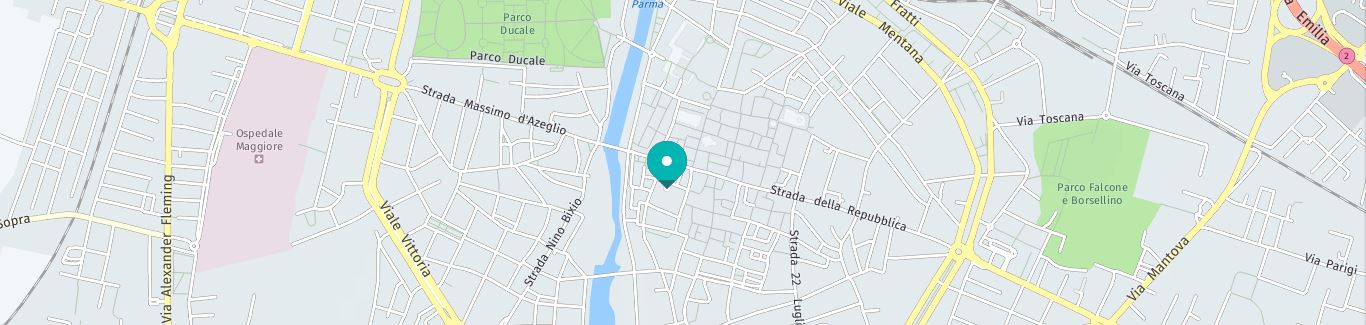 Parma
Fratti
Viale Mentana
Parco
Ducale
Parco Ducale
Via Emilia
2
Via Toscana
Strada Massimo d'Azeglio
Via Toscana
Ospedale
Maggiore
Parco Falcone
e Borsellino
Strada della Repubblica
Sopra
Via Alexander Fleming
Viale Vittoria
Strada Nino Bixio
Strada 22 Lugli
Via Mantova
Via Parigi